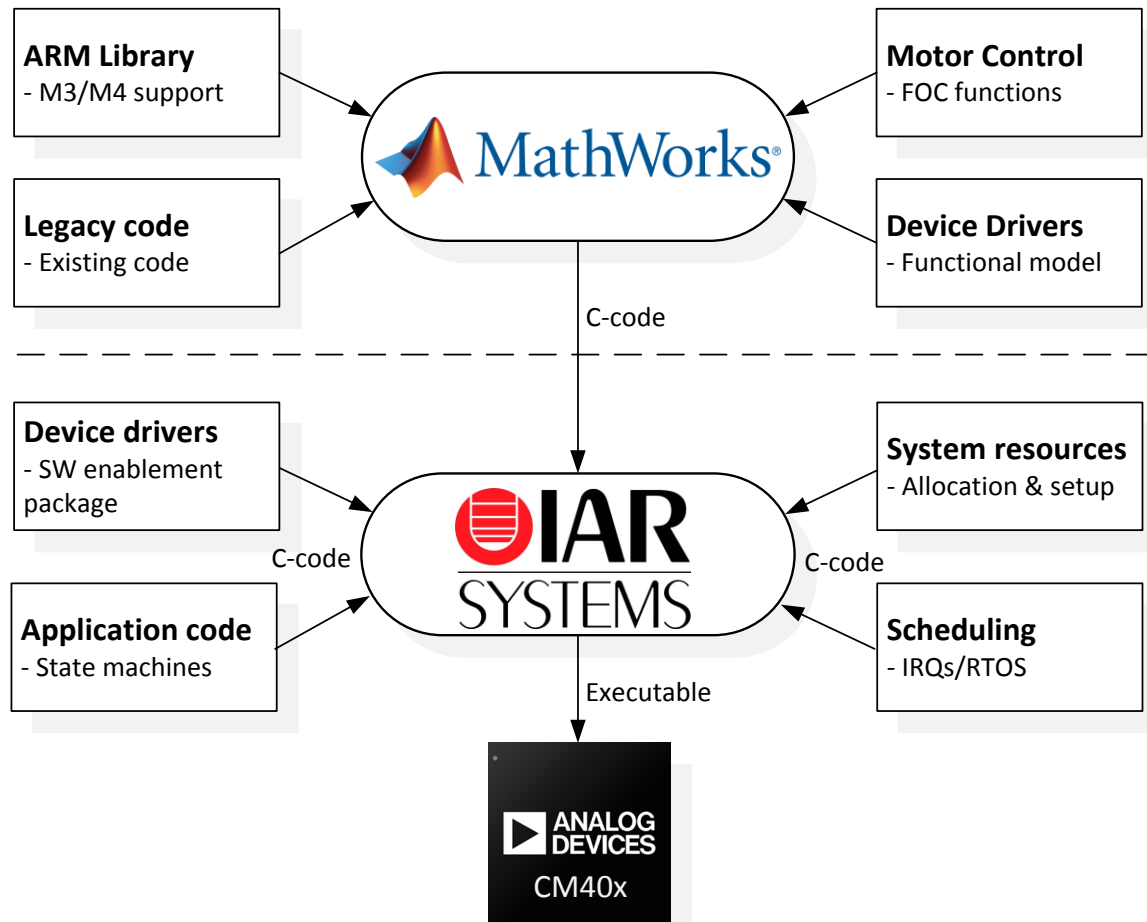 ARM Library
- M3/M4 support
Motor Control
- FOC functions
MathWorks®
Legacy code
- Existing code
Device Drivers
- Functional model
C-code
Device drivers
- SW enablement
package
System resources
- Allocation & setup
IAR
SYSTEMS
C-code
C-code
Application code
- State machines
Scheduling
- IRQs/RTOS
Executable
ANALOG
DEVICES
CM40x